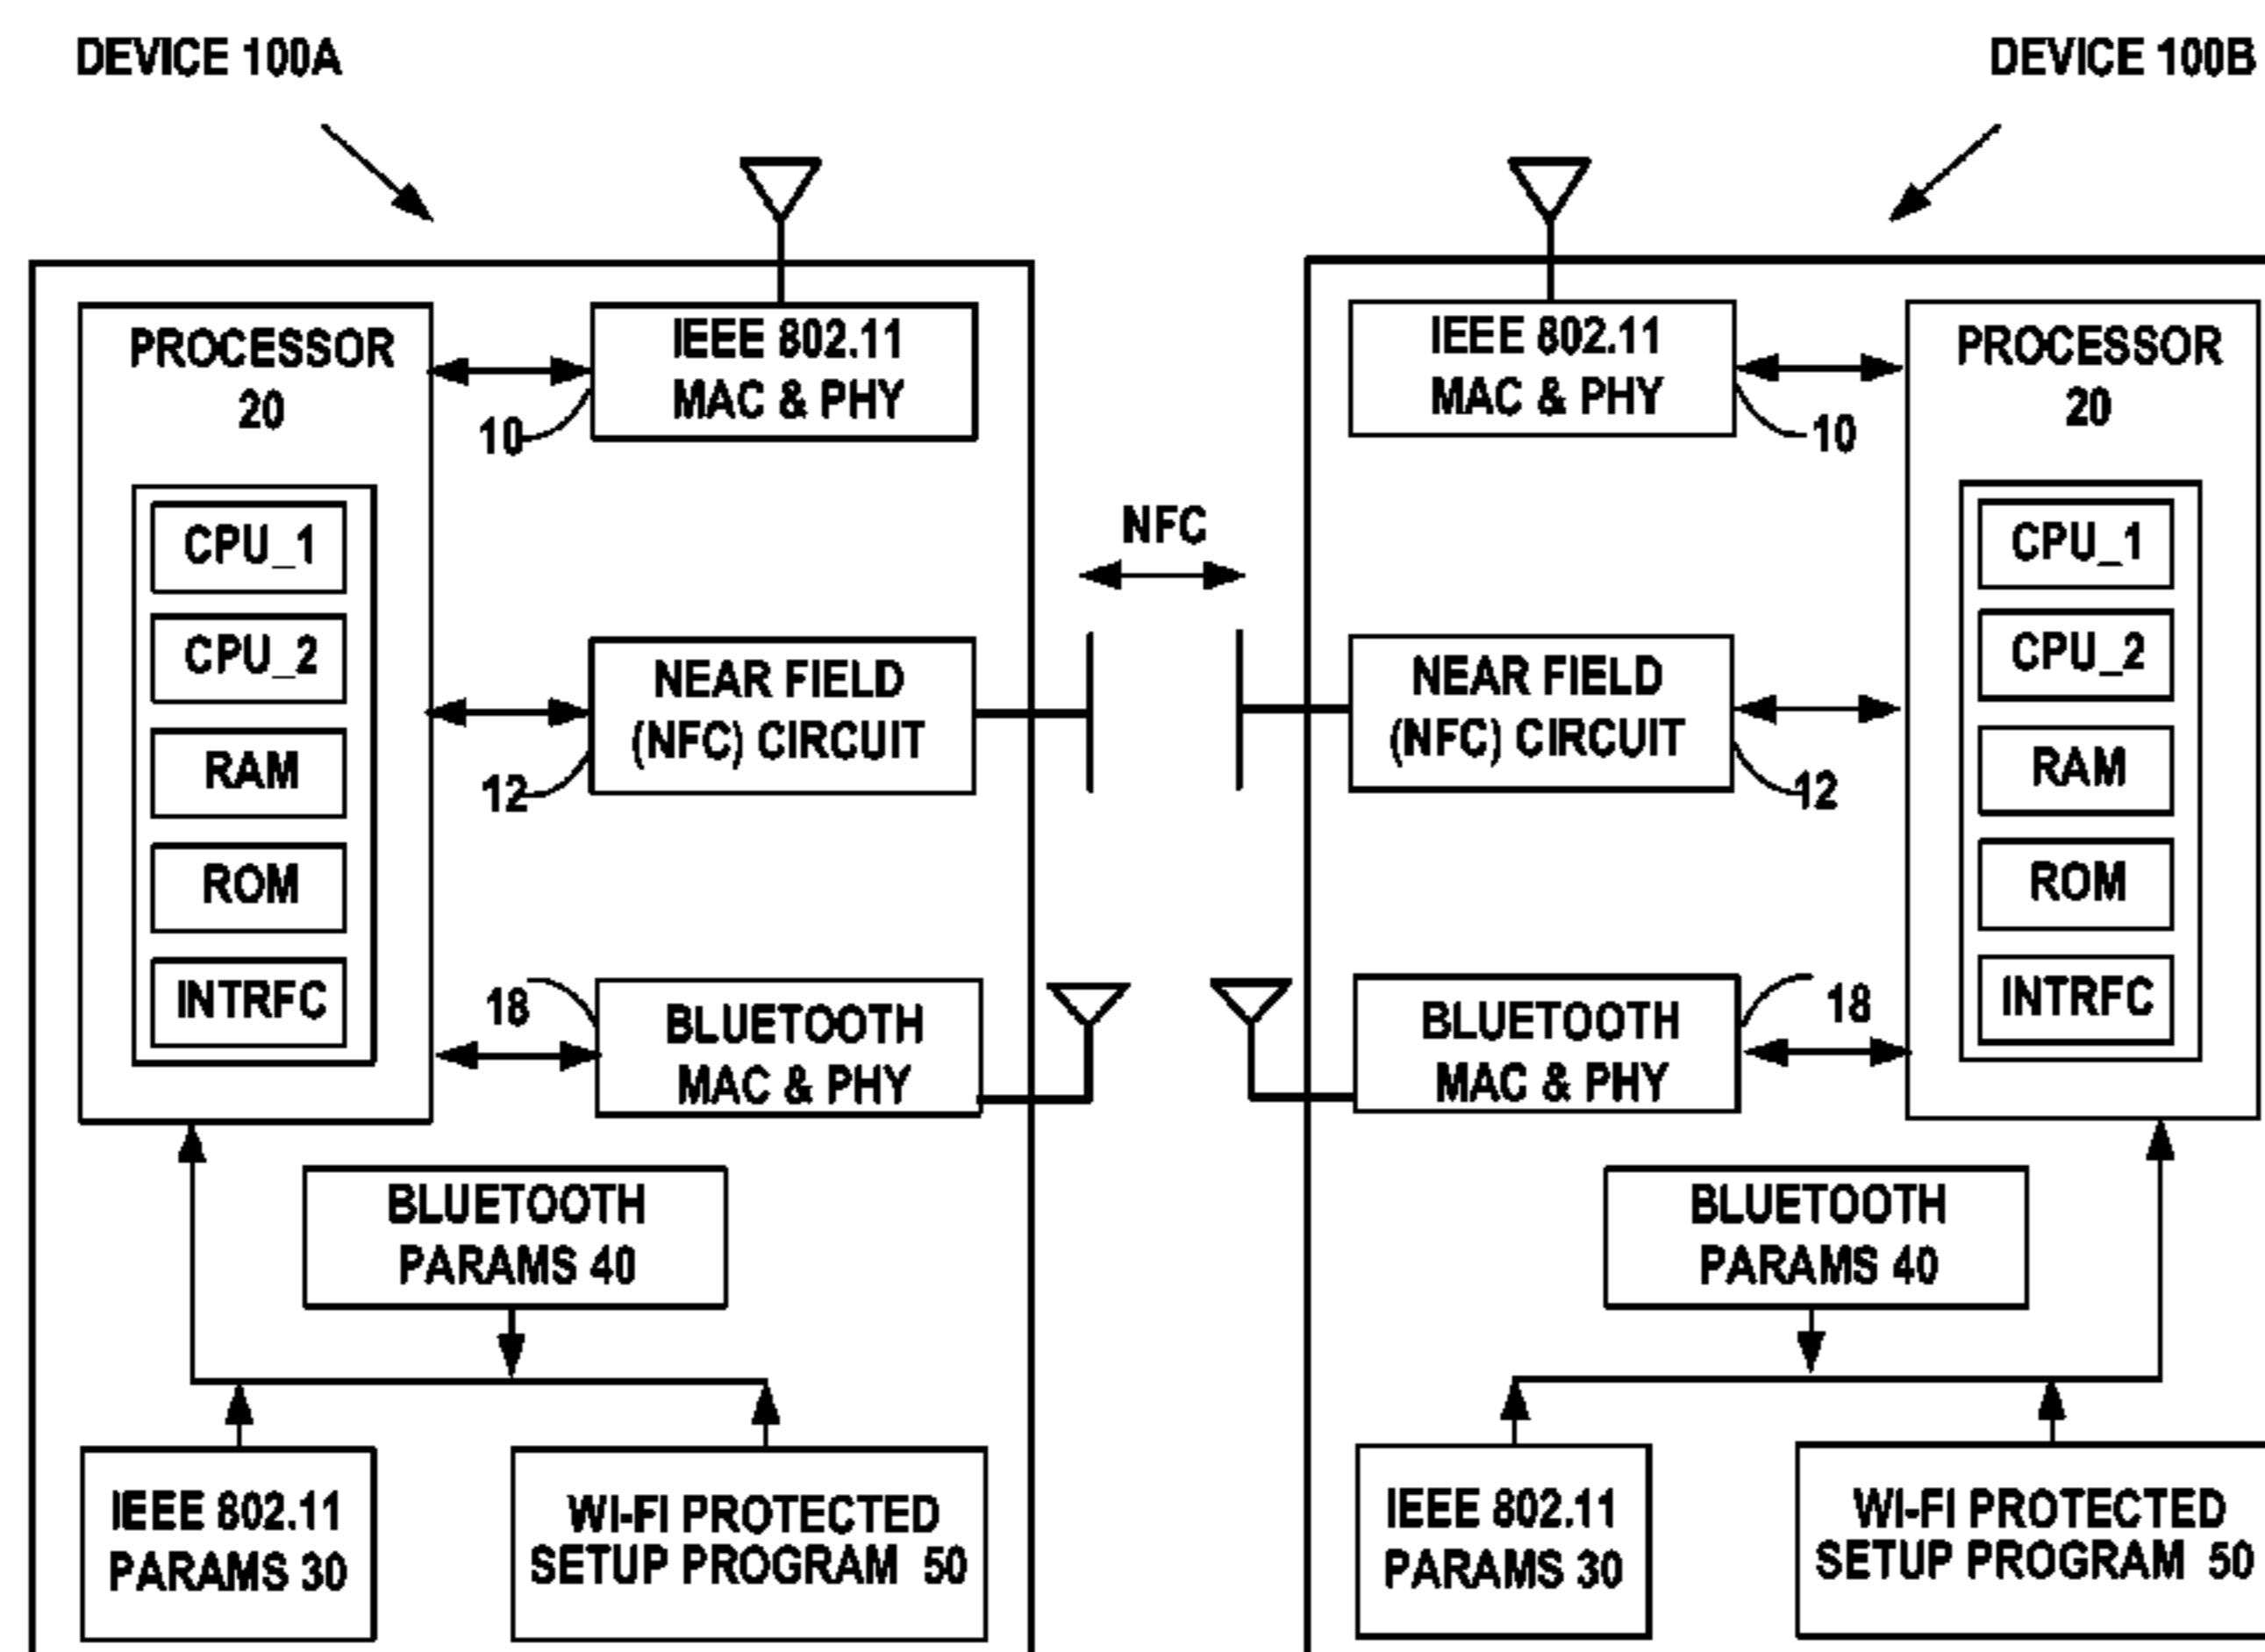 DEVICE 100A
PROCESSOR
20
IEEE 802.11
MAC & PHY
10
CPU_1
CPU_2
RAM
ROM
INTRFC
NEAR FIELD
(NFC) CIRCUIT
12
18
BLUETOOTH
MAC & PHY
BLUETOOTH
PARAMS 40
IEEE 802.11
PARAMS 30
WI-FI PROTECTED
SETUP PROGRAM 50
NFC
DEVICE 100B
IEEE 802.11
MAC & PHY
10
PROCESSOR
20
CPU_1
CPU_2
RAM
ROM
INTRFC
NEAR FIELD
(NFC) CIRCUIT
12
BLUETOOTH
MAC & PHY
18
BLUETOOTH
PARAMS 40
IEEE 802.11
PARAMS 30
WI-FI PROTECTED
SETUP PROGRAM 50